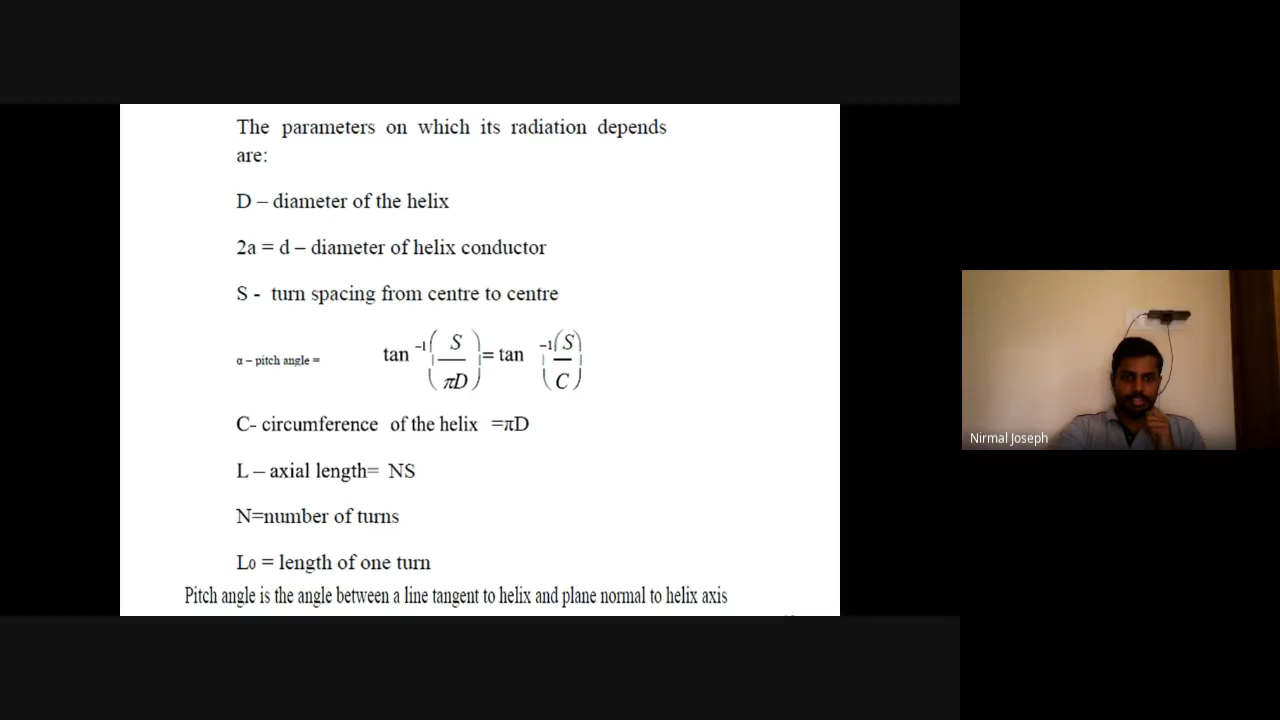 The parameters on which its radiation depends
are:
D – diameter of the helix
2a = d – diameter of helix conductor
S - turn spacing from centre to centre
α – pitch angle = tan⁻¹(S/πD) = tan⁻¹(S/C)
C- circumference of the helix =πD
L – axial length= NS
N=number of turns
L₀ = length of one turn
Pitch angle is the angle between a line tangent to helix and plane normal to helix axis
Nirmal Joseph